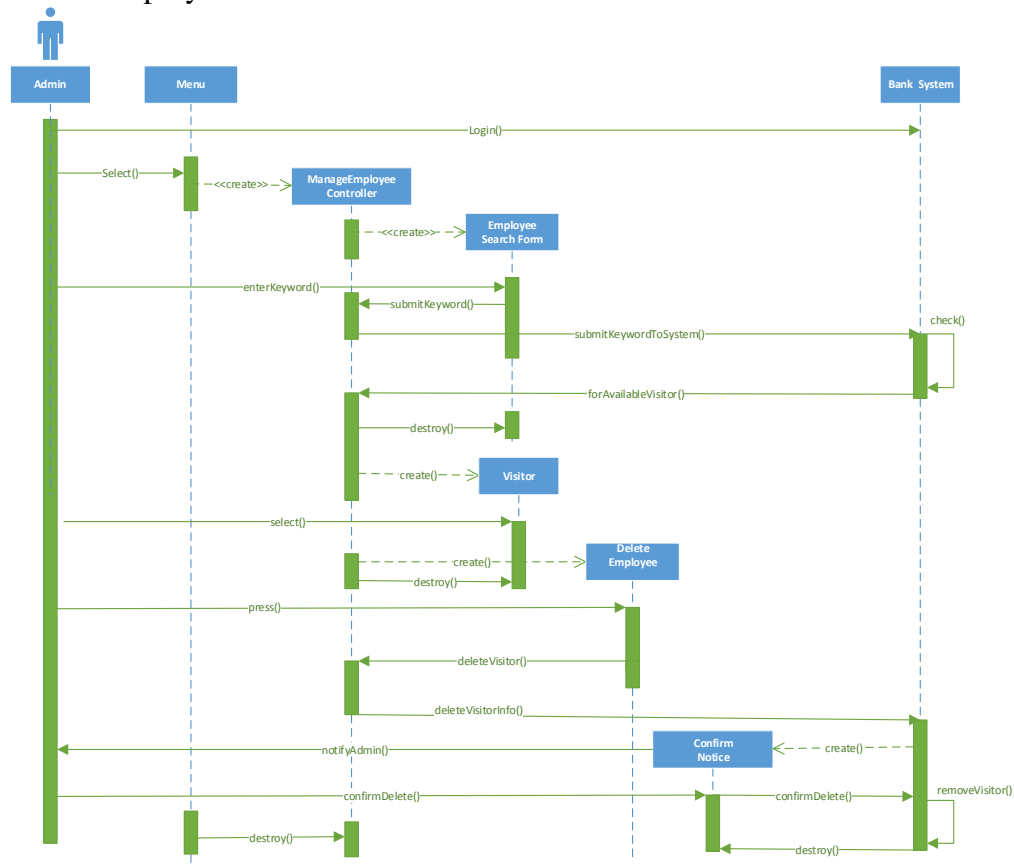 Admin
Menu
Bank System
Login()
Select()
<<create>>
ManageEmployee
Controller
<<create>>
Employee
Search Form
enterKeyword()
submitKeyword()
submitKeywordToSystem()
check()
forAvailableVisitor()
destroy()
create()
Visitor
select()
create()
Delete
Employee
destroy()
press()
deleteVisitor()
deleteVisitorInfo()
notifyAdmin()
Confirm
Notice
create()
confirmDelete()
confirmDelete()
removeVisitor()
destroy()
destroy()